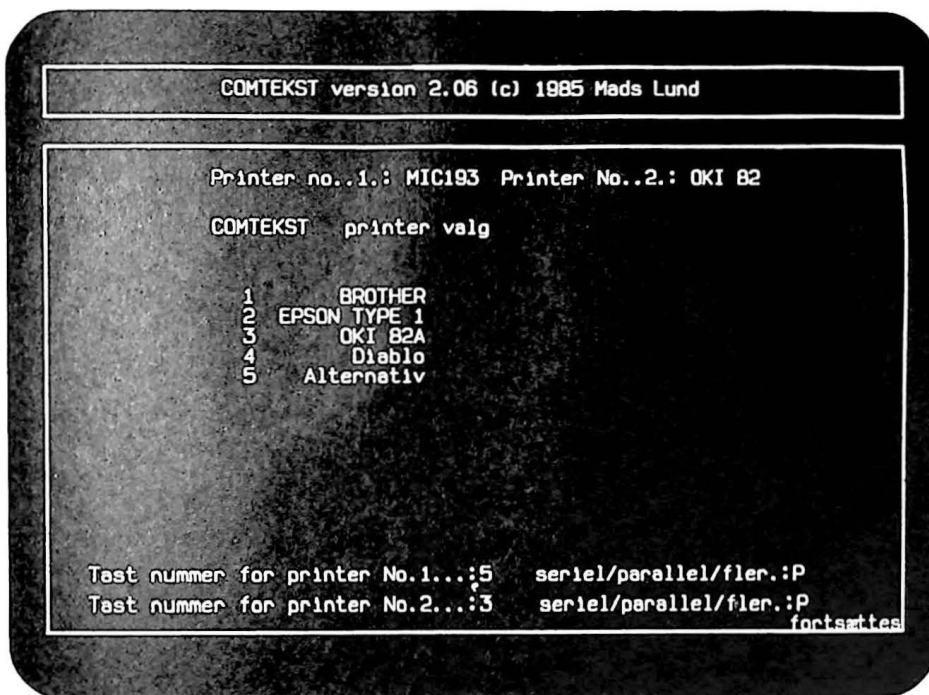 COMTEKST version 2.06 (c) 1985 Mads Lund
Printer no..1.: MIC193 Printer No..2.: OKI 82
COMTEKST printer valg
1 BROTHER
2 EPSON TYPE 1
3 OKI 82A
4 Diablo
5 Alternativ
Tast nummer for printer No.1...:5 seriel/parallel/fler.:P
Tast nummer for printer No.2...:3 seriel/parallel/fler.:P
fortsættes